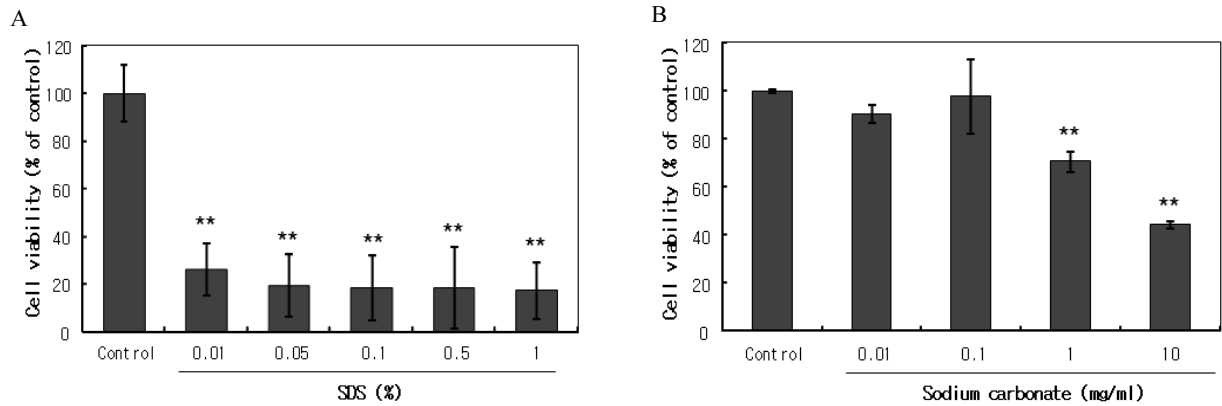 A
Cell viability (% of control)
120
100
80
60
40
20
0
** ** ** ** **
Control 0.01 0.05 0.1 0.5 1
SDS (%)
B
Cell viability (% of control)
120
100
80
60
40
20
0
**
**
Control 0.01 0.1 1 10
Sodium carbonate (mg/ml)